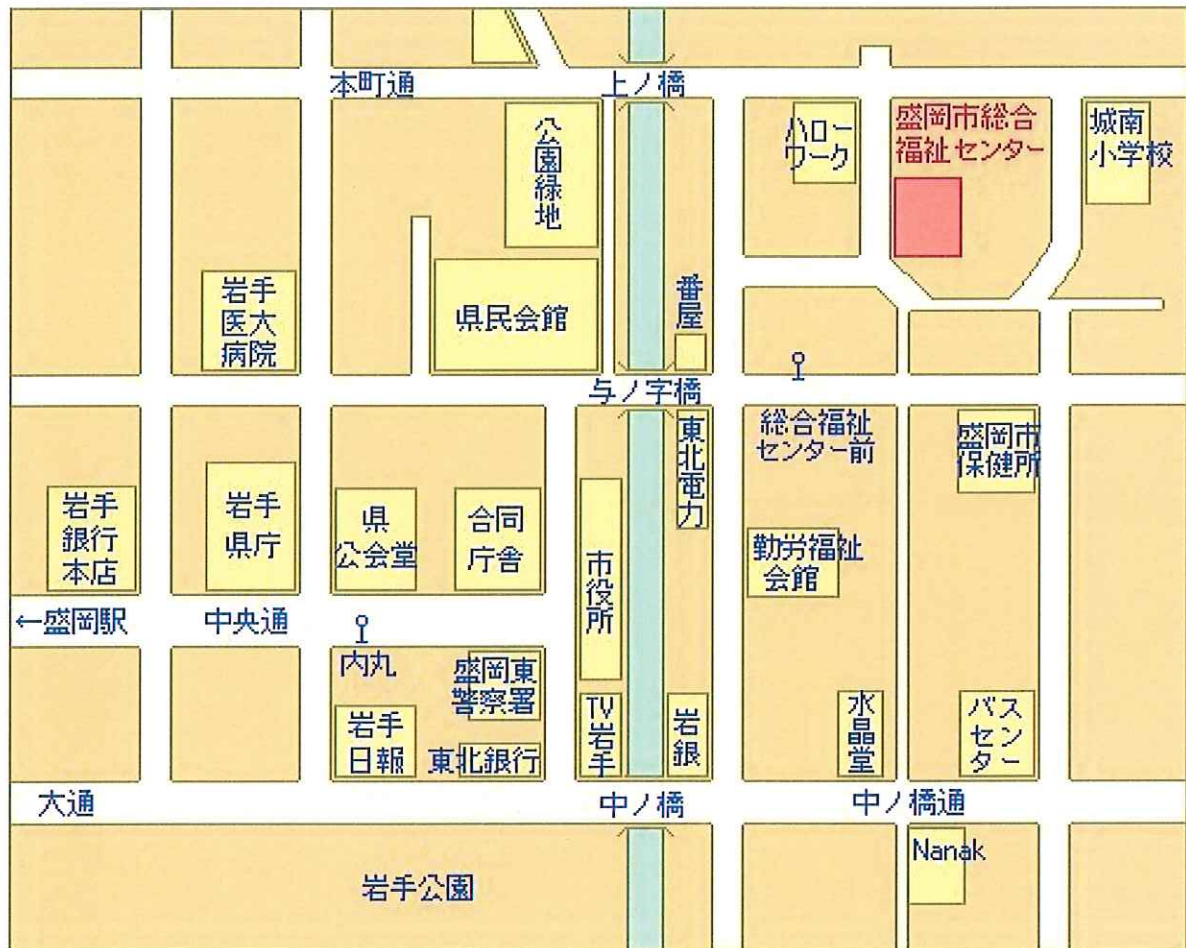 本町通
上ノ橋
公園緑地
ハロー
ワーク
盛岡市総合
福祉センター
城南
小学校
岩手
医大
病院
県民会館
番屋
与ノ字橋
東北電力
総合福祉
センター前
盛岡市
保健所
岩手
銀行
本店
岩手
県庁
県
公会堂
合同
庁舎
市役所
勤労福祉
会館
←盛岡駅
中央通
内丸
盛岡東
警察署
岩手
日報
東北銀行
TV岩手
岩銀
水晶堂
バス
センター
大通
中ノ橋
中ノ橋通
岩手公園
Nanak